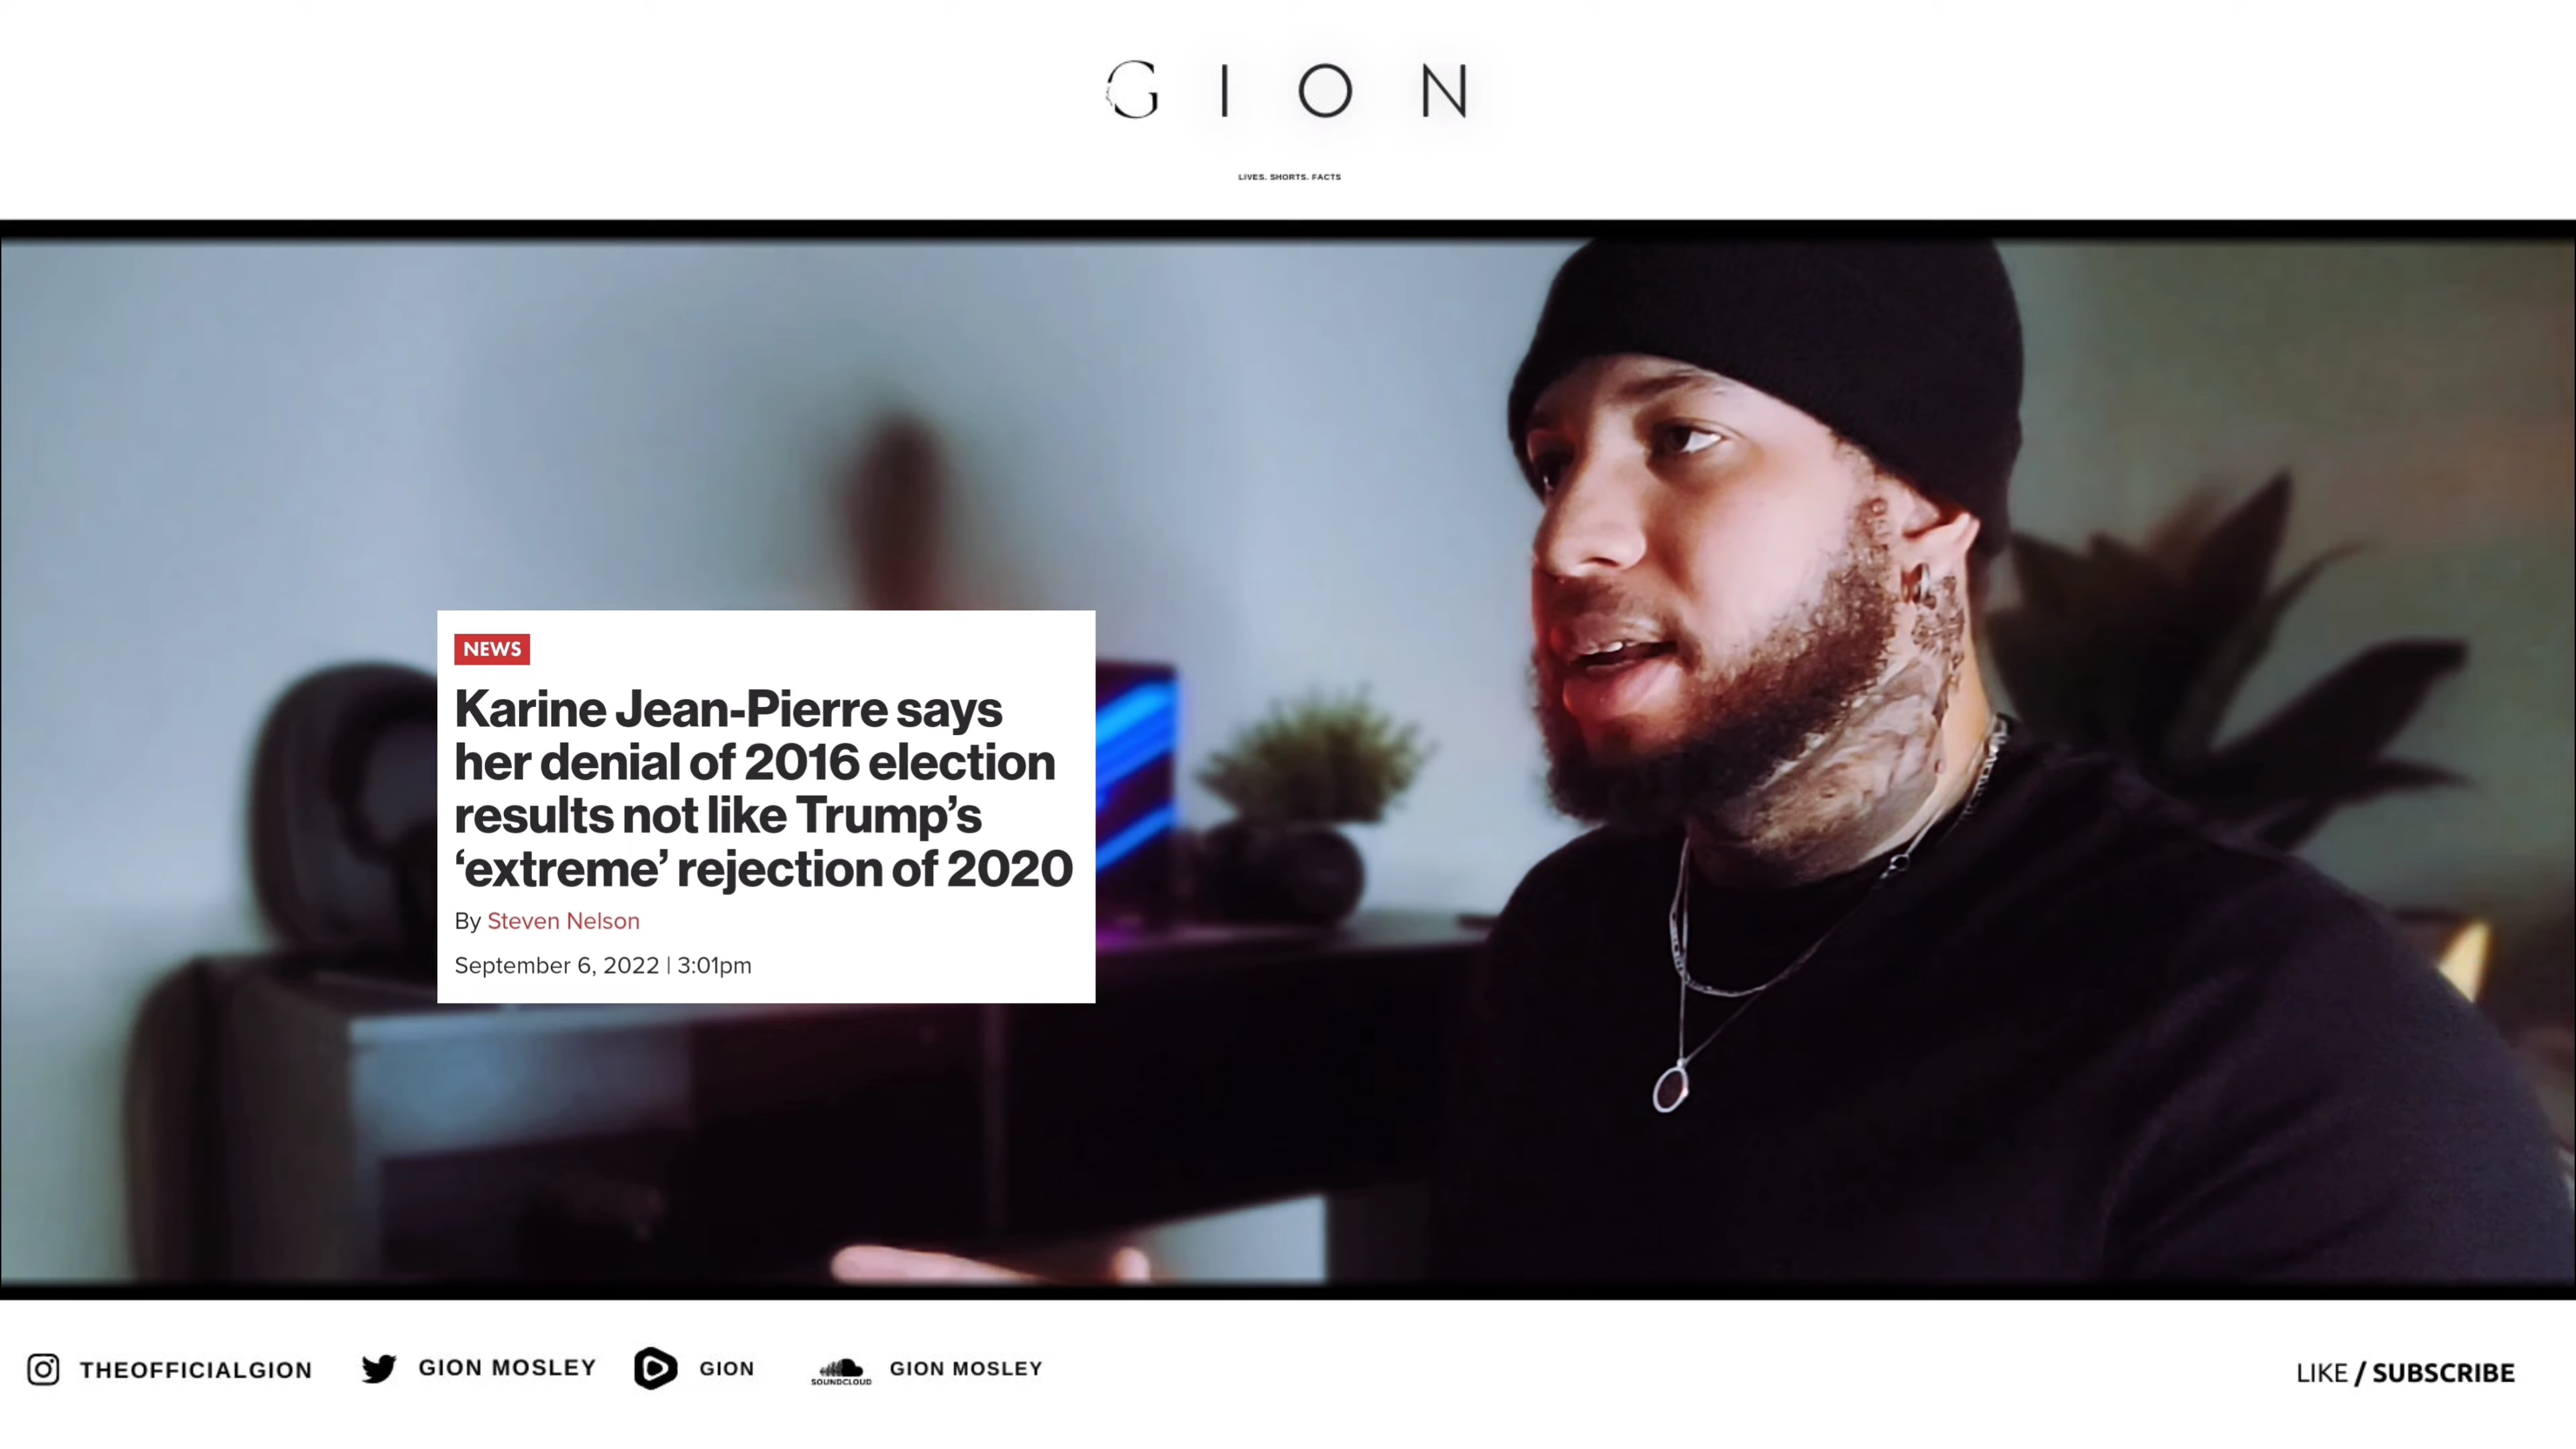 G I O N
LIVES. SHORTS. FACTS
NEWS
Karine Jean-Pierre says
her denial of 2016 election
results not like Trump’s
‘extreme’ rejection of 2020
By Steven Nelson
September 6, 2022 | 3:01pm
THEOFFICIALGION GION MOSLEY GION SOUNDCLOUD GION MOSLEY LIKE / SUBSCRIBE